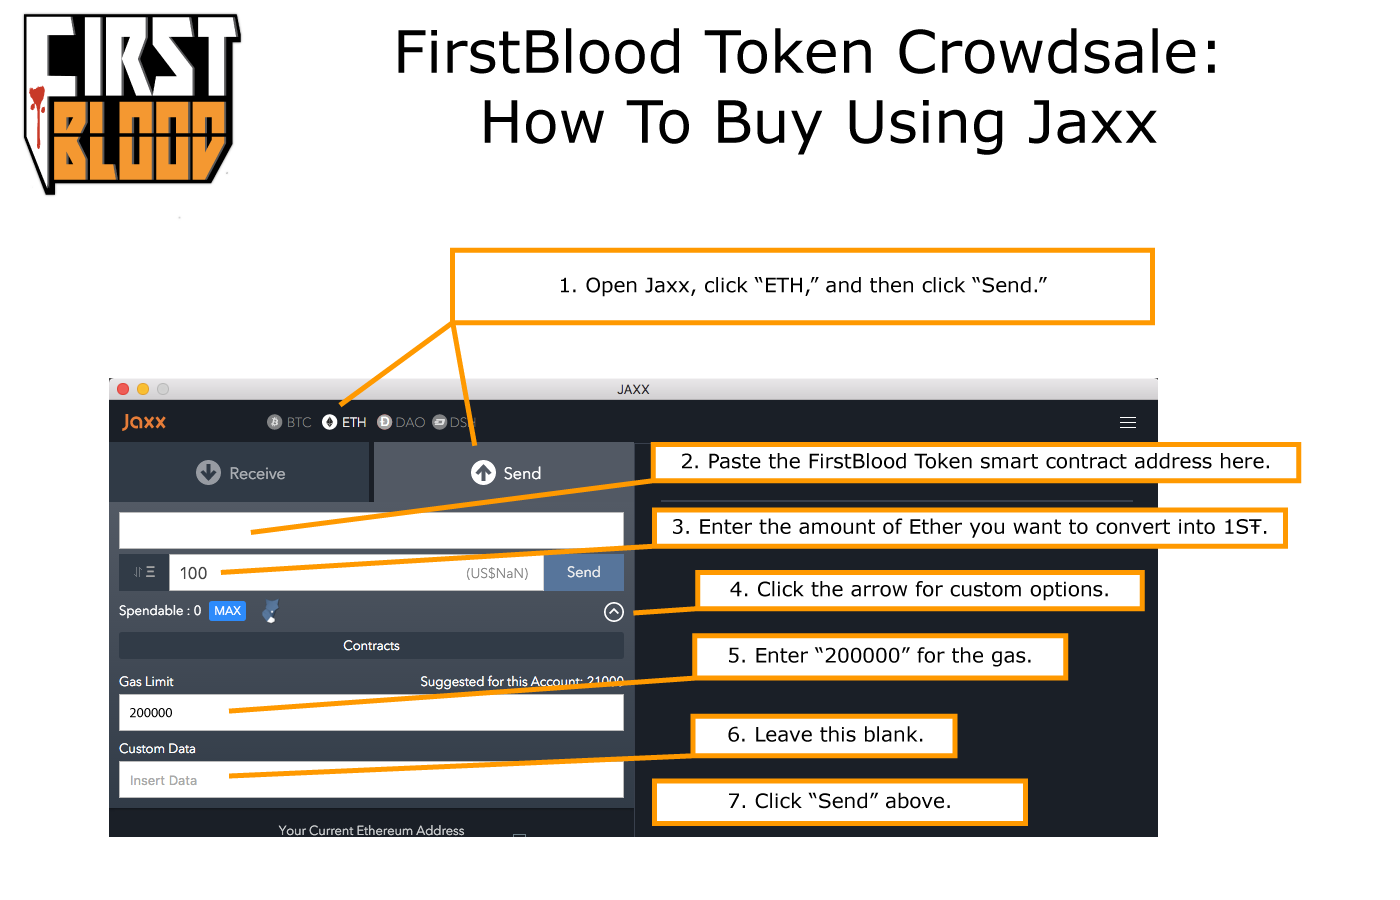 FIRST
BLOOD
FirstBlood Token Crowdsale:
How To Buy Using Jaxx
1. Open Jaxx, click “ETH,” and then click “Send.”
JAXX
Jaxx
BTC ETH DAO DSH
Receive
Send
2. Paste the FirstBlood Token smart contract address here.
3. Enter the amount of Ether you want to convert into 1SŦ.
100 (US$NaN) Send
4. Click the arrow for custom options.
Spendable : 0 MAX
Contracts
5. Enter “200000” for the gas.
Gas Limit Suggested for this Account: 21000
200000
6. Leave this blank.
Custom Data
Insert Data
7. Click “Send” above.
Your Current Ethereum Address